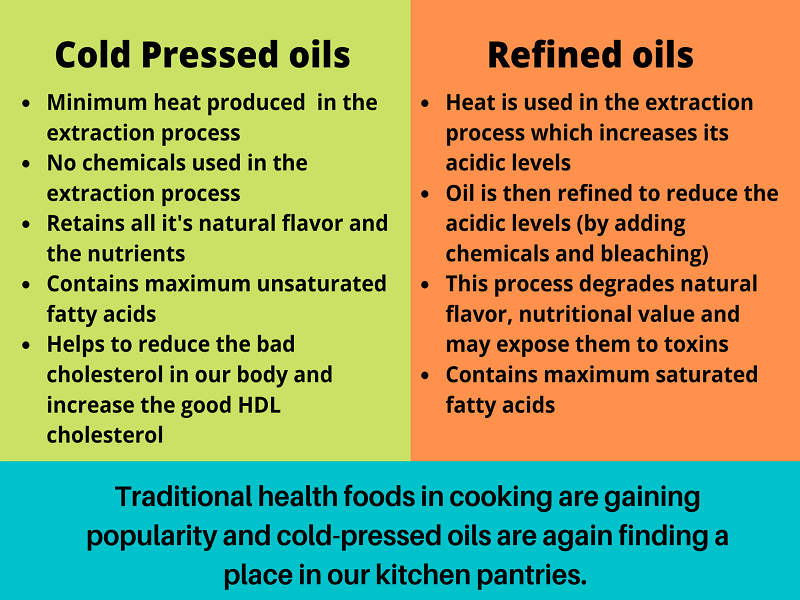 Cold Pressed oils
• Minimum heat produced  in the
extraction process
• No chemicals used in the
extraction process
• Retains all it's natural flavor and
the nutrients
• Contains maximum unsaturated
fatty acids
• Helps to reduce the bad
cholesterol in our body and
increase the good HDL
cholesterol
Refined oils
• Heat is used in the extraction
process which increases its
acidic levels
• Oil is then refined to reduce the
acidic levels (by adding
chemicals and bleaching)
• This process degrades natural
flavor, nutritional value and
may expose them to toxins
• Contains maximum saturated
fatty acids
Traditional health foods in cooking are gaining
popularity and cold-pressed oils are again finding a
place in our kitchen pantries.